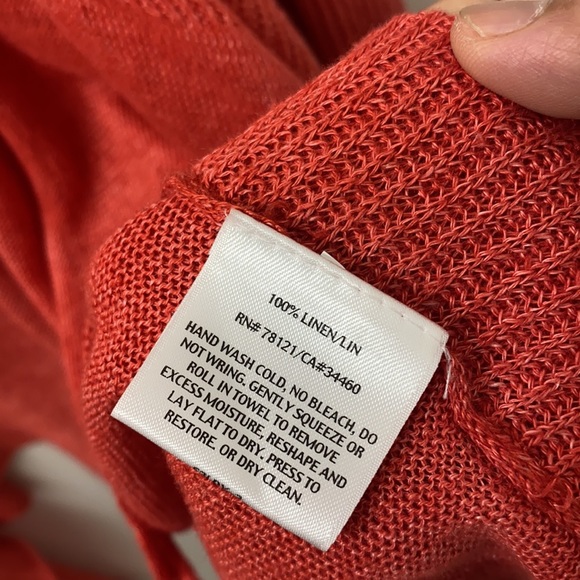 100% LINEN/LIN
RN# 78121/CA#34460
HAND WASH COLD, NO BLEACH, DO
NOT WRING, GENTLY SQUEEZE OR
ROLL IN TOWEL TO REMOVE
EXCESS MOISTURE, RESHAPE AND
LAY FLAT TO DRY. PRESS TO
RESTORE. OR DRY CLEAN.